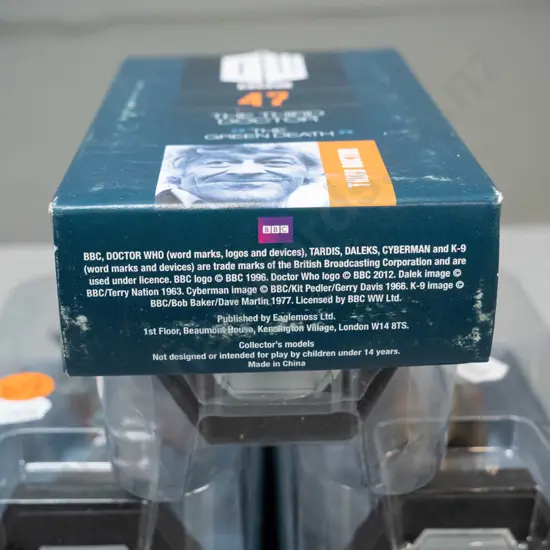 47
THE THIRD
DOCTOR
"THE
GREEN DEATH"
THIRD DOCTOR
BBC
BBC, DOCTOR WHO (word marks, logos and devices), TARDIS, DALEKS, CYBERMAN and K-9
(word marks and devices) are trade marks of the British Broadcasting Corporation and are
used under licence. BBC logo © BBC 1996. Doctor Who logo © BBC 2012. Dalek image ©
BBC/Terry Nation 1963. Cyberman image © BBC/Kit Pedler/Gerry Davis 1966. K-9 image ©
BBC/Bob Baker/Dave Martin 1977. Licensed by BBC WW Ltd.
Published by Eaglemoss Ltd.
1st Floor, Beaumont House, Kensington Village, London W14 8TS.
Collector's models
Not designed or intended for play by children under 14 years.
Made in China